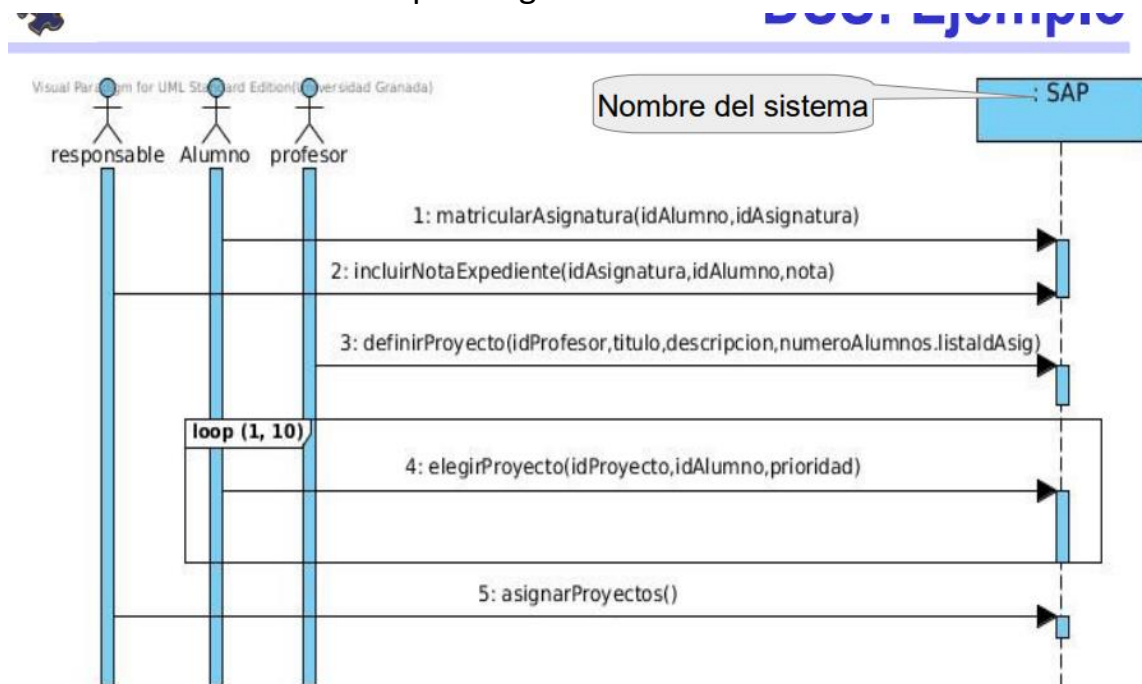 DSS: Ejemplo
Visual Paradigm for UML Standard Edition(Universidad Granada)
Nombre del sistema
: SAP
responsable Alumno profesor
1: matricularAsignatura(idAlumno,idAsignatura)
2: incluirNotaExpediente(idAsignatura,idAlumno,nota)
3: definirProyecto(idProfesor,titulo,descripcion,numeroAlumnos.listaIdAsig)
loop (1, 10)
4: elegirProyecto(idProyecto,idAlumno,prioridad)
5: asignarProyectos()